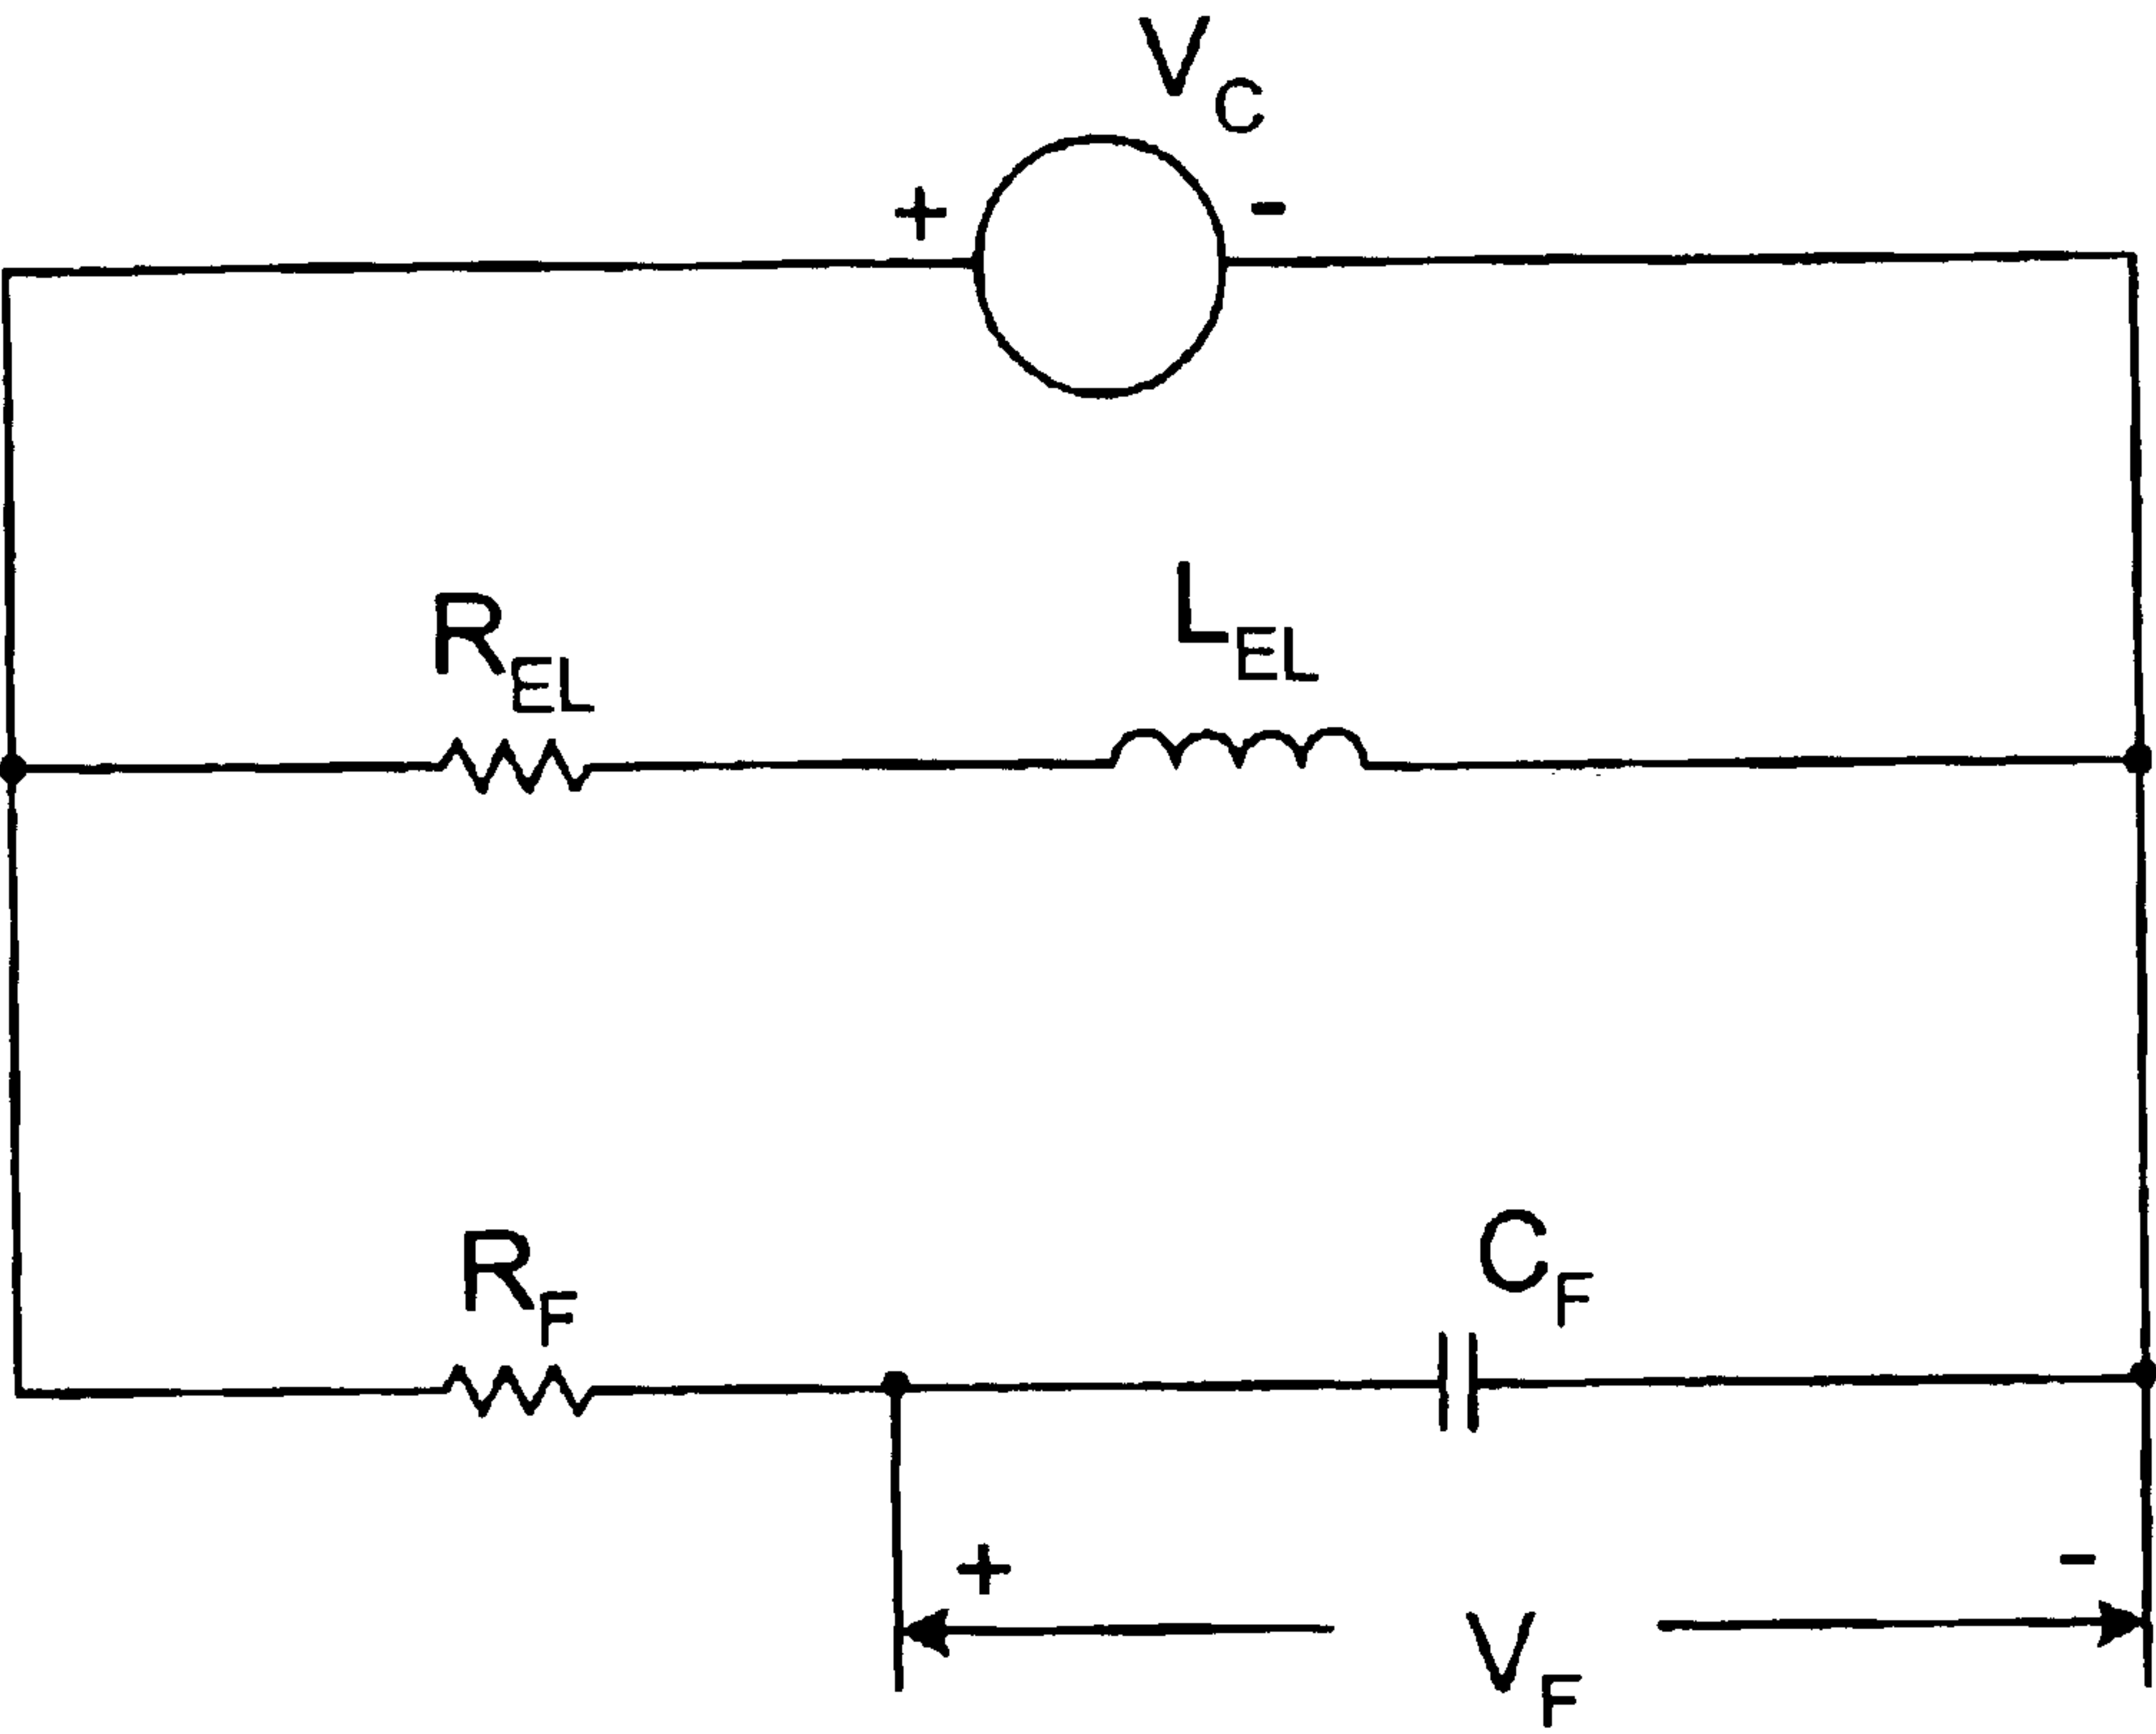 V_C
+ -
R_EL L_EL
R_F C_F
+ -
V_F